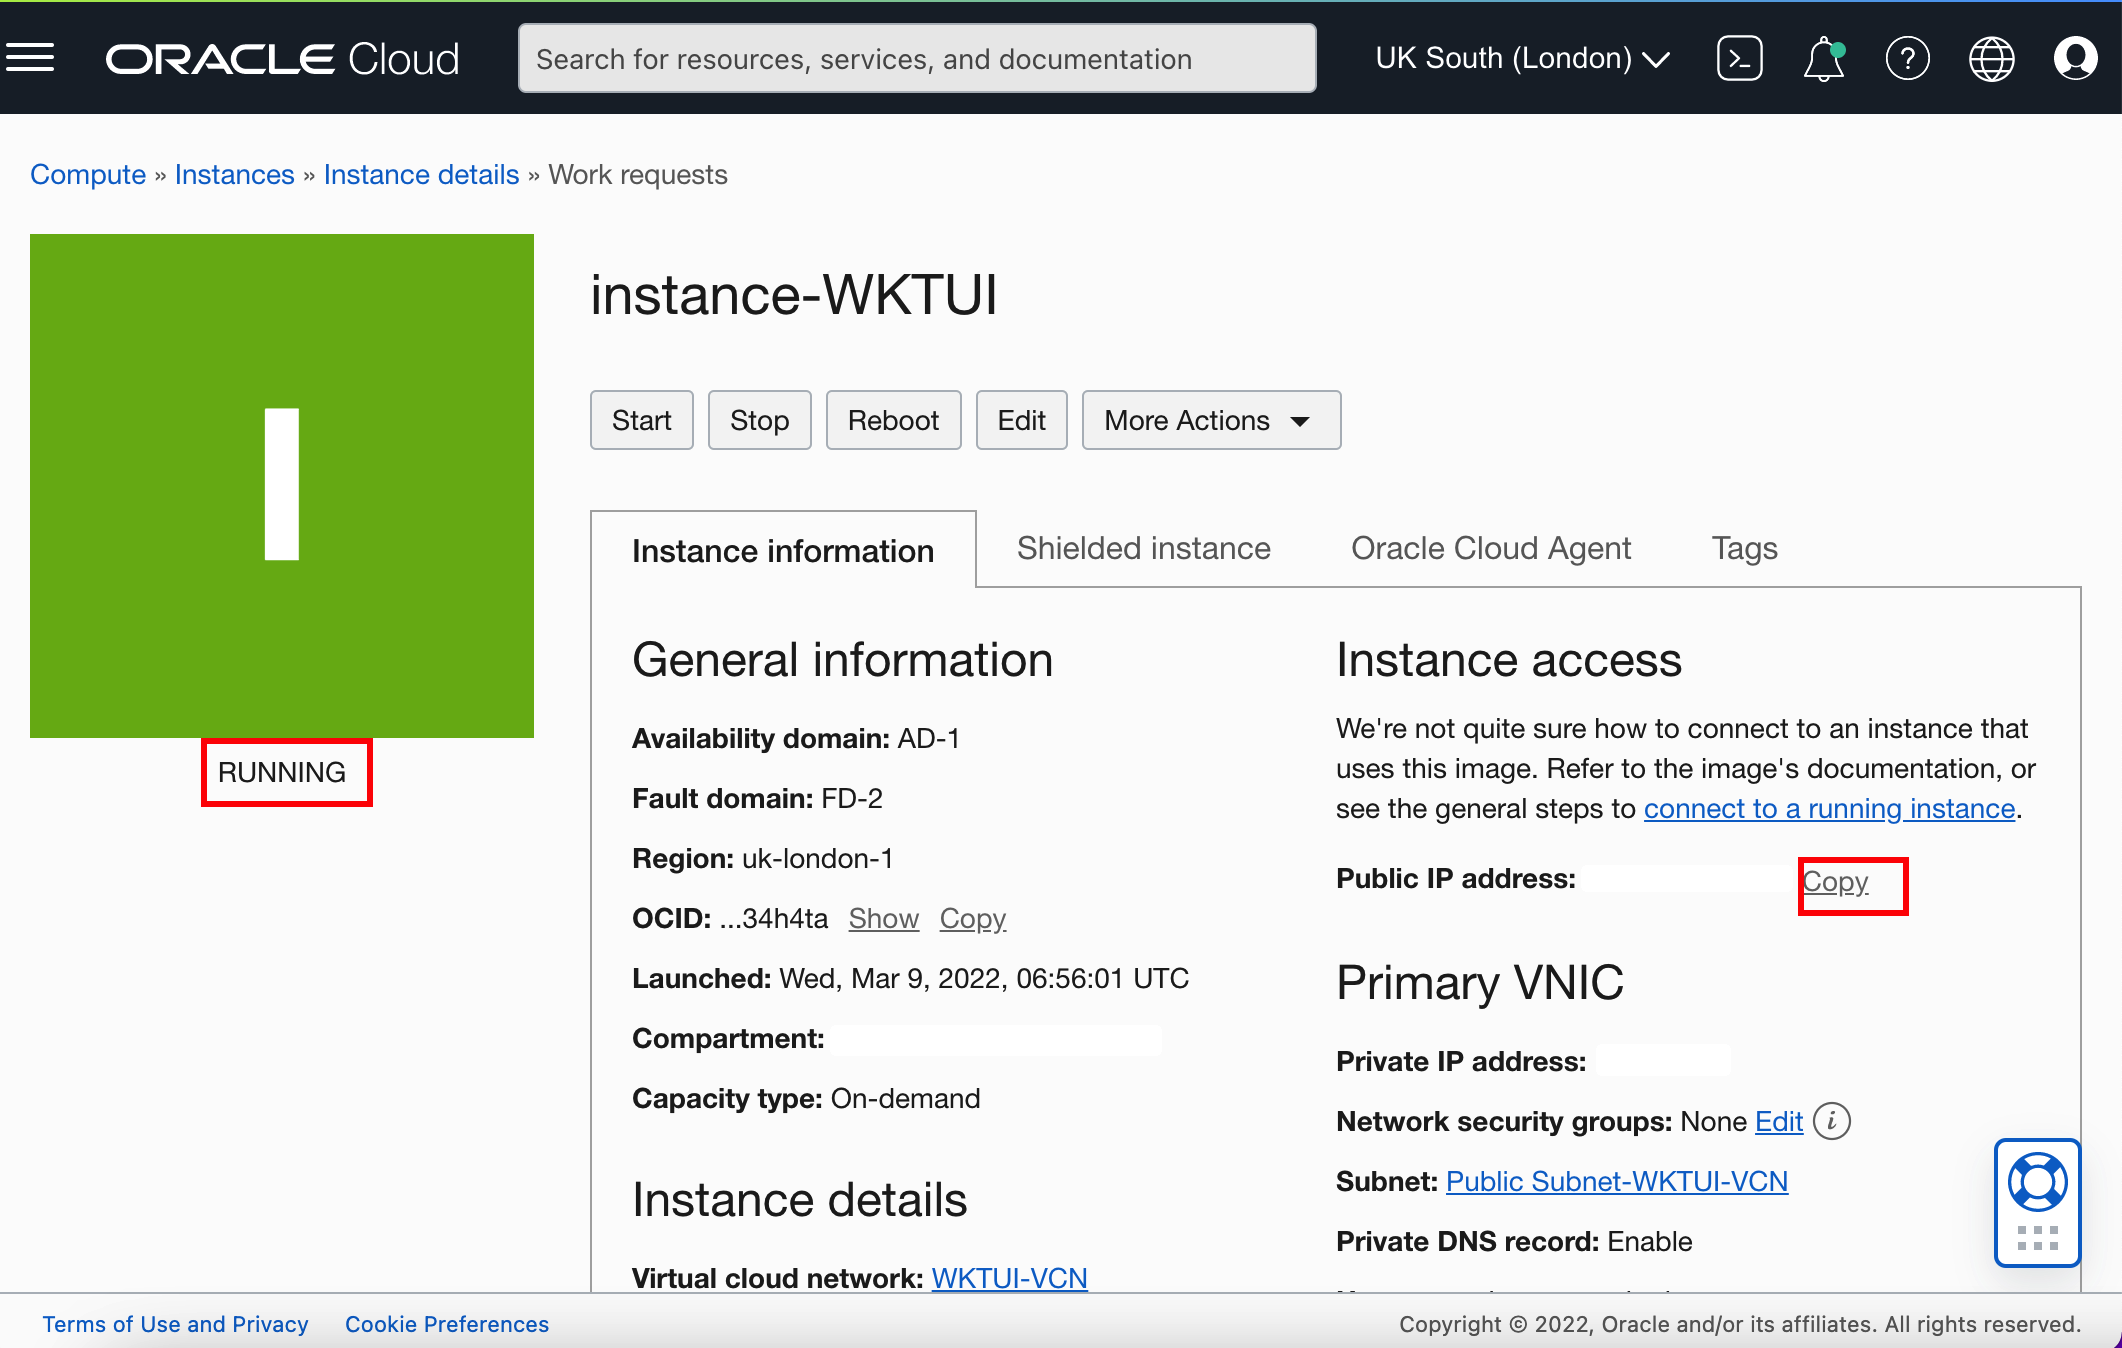 ORACLE Cloud
Search for resources, services, and documentation
UK South (London)
Compute » Instances » Instance details » Work requests
I
RUNNING
instance-WKTUI
Start Stop Reboot Edit More Actions
Instance information Shielded instance Oracle Cloud Agent Tags
General information
Availability domain: AD-1
Fault domain: FD-2
Region: uk-london-1
OCID: ...34h4ta Show Copy
Launched: Wed, Mar 9, 2022, 06:56:01 UTC
Compartment:
Capacity type: On-demand
Instance details
Virtual cloud network: WKTUI-VCN
Instance access
We're not quite sure how to connect to an instance that
uses this image. Refer to the image's documentation, or
see the general steps to connect to a running instance.
Public IP address: Copy
Primary VNIC
Private IP address:
Network security groups: None Edit i
Subnet: Public Subnet-WKTUI-VCN
Private DNS record: Enable
Terms of Use and Privacy Cookie Preferences
Copyright © 2022, Oracle and/or its affiliates. All rights reserved.